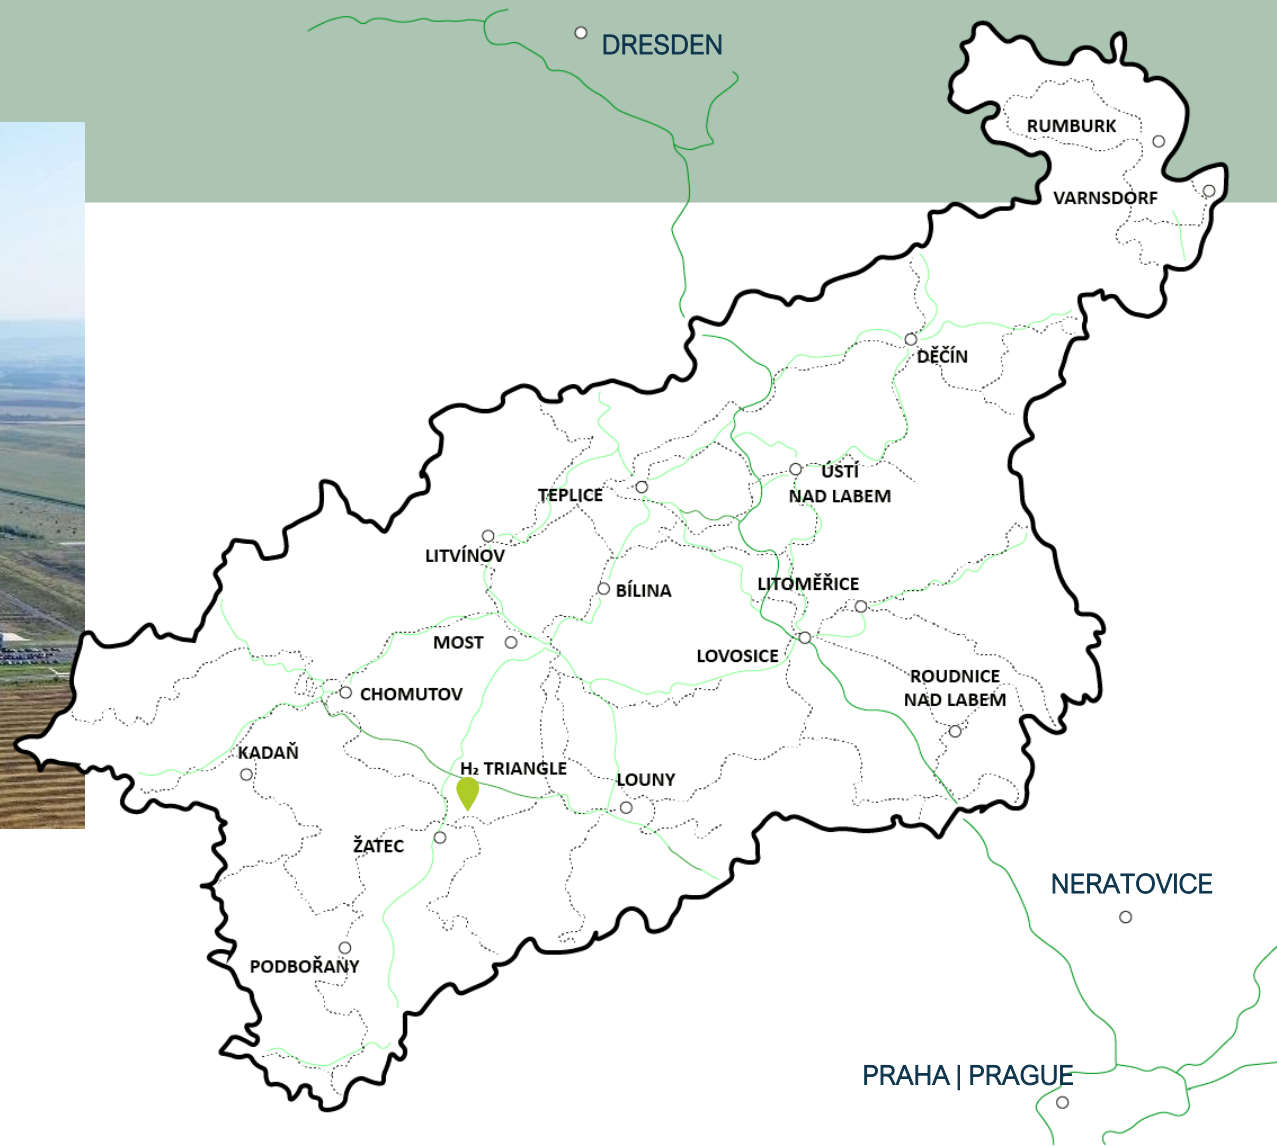 DRESDEN
RUMBURK
VARNSDORF
DĚČÍN
ÚSTÍ
NAD LABEM
TEPLICE
LITVÍNOV
BÍLINA
LITOMĚŘICE
MOST
LOVOSICE
ROUDNICE
NAD LABEM
CHOMUTOV
KADAŇ
H₂ TRIANGLE
LOUNY
ŽATEC
NERATOVICE
PODBOŘANY
PRAHA | PRAGUE